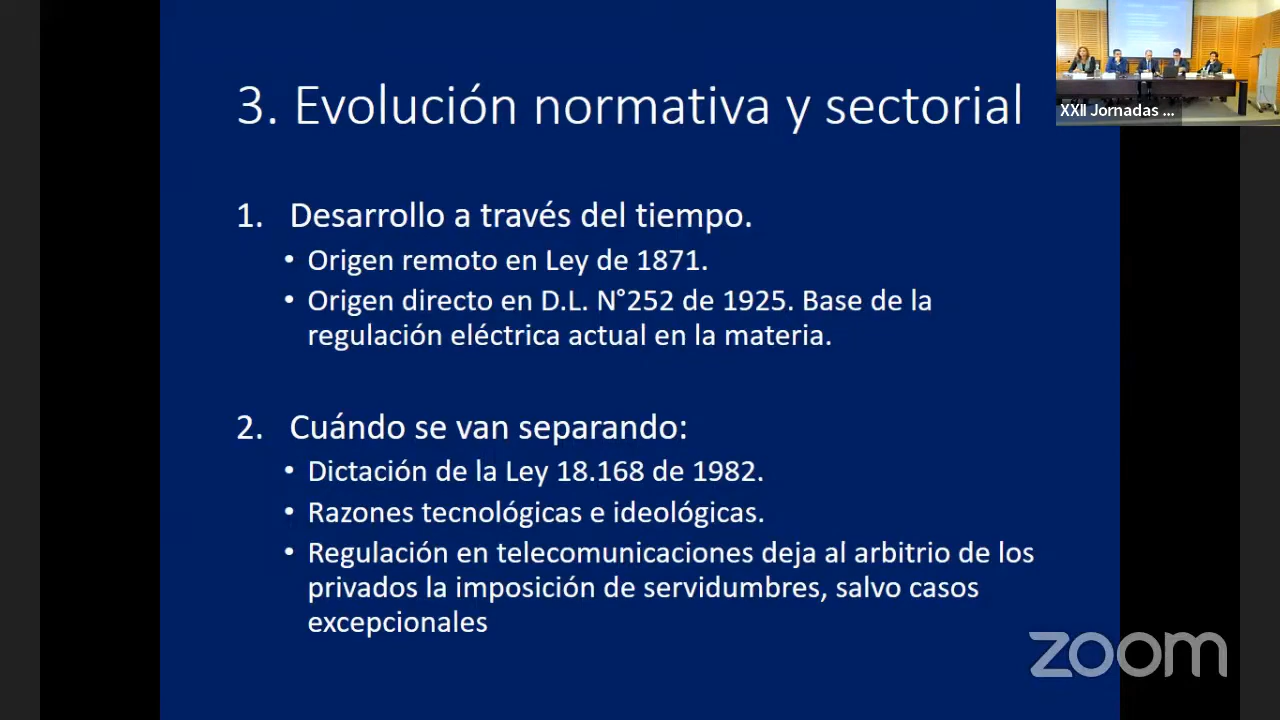 3. Evolución normativa y sectorial
XXII Jornadas ...
1. Desarrollo a través del tiempo.
• Origen remoto en Ley de 1871.
• Origen directo en D.L. N°252 de 1925. Base de la
regulación eléctrica actual en la materia.
2. Cuándo se van separando:
• Dictación de la Ley 18.168 de 1982.
• Razones tecnológicas e ideológicas.
• Regulación en telecomunicaciones deja al arbitrio de los
privados la imposición de servidumbres, salvo casos
excepcionales
zoom